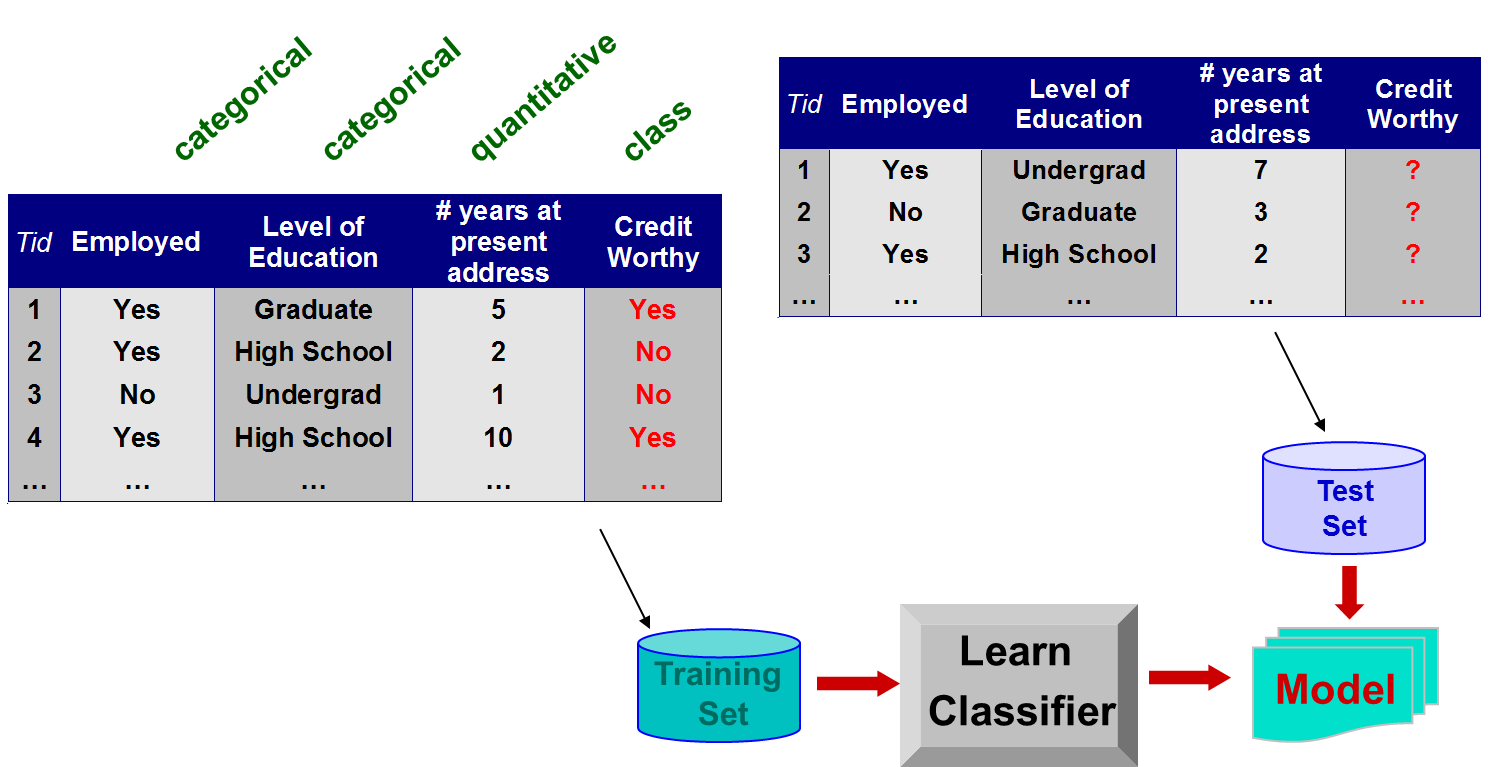 categorical
categorical
quantitative
class
Tid Employed Level of Education # years at present address Credit Worthy
1 Yes Graduate 5 Yes
2 Yes High School 2 No
3 No Undergrad 1 No
4 Yes High School 10 Yes
… … … … …
Tid Employed Level of Education # years at present address Credit Worthy
1 Yes Undergrad 7 ?
2 No Graduate 3 ?
3 Yes High School 2 ?
… … … … …
Test
Set
Training
Set
Learn
Classifier
Model